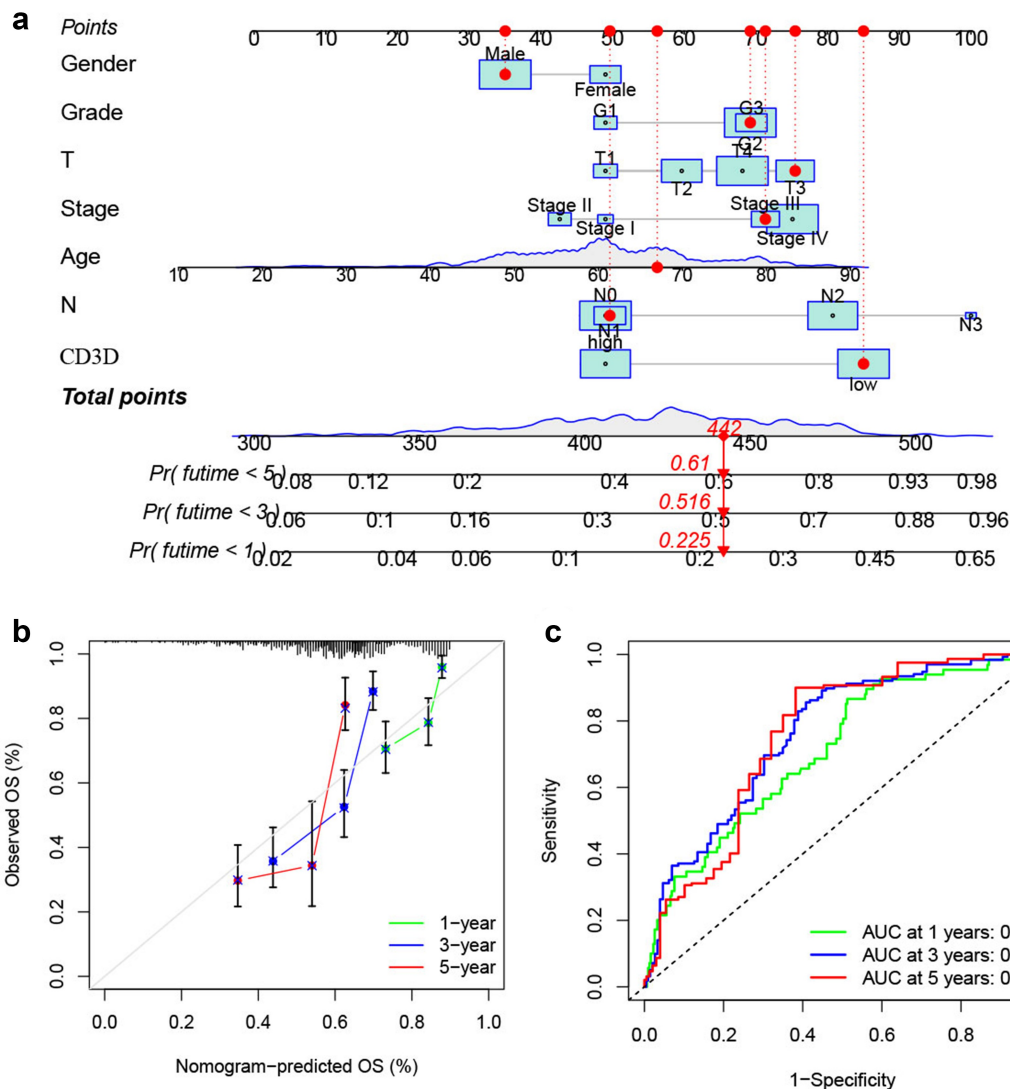 a
Points
0 10 20 30 40 50 60 70 80 90 100
Gender
Male
Female
Grade
G1
G3
G2
T
T1
T2
T4
T3
Stage
Stage II
Stage I
Stage III
Stage IV
Age
10 20 30 40 50 60 70 80 90
N
N0
N1
N2
N3
CD3D
high
low
Total points
442
300 350 400 450 500
0.61
Pr( futime < 5 )
0.08 0.12 0.2 0.4 0.6 0.8 0.93 0.98
0.516
Pr( futime < 3 )
0.06 0.1 0.16 0.3 0.5 0.7 0.88 0.96
0.225
Pr( futime < 1 )
0.02 0.04 0.06 0.1 0.2 0.3 0.45 0.65
b
Observed OS (%)
1.0
0.8
0.6
0.4
0.2
0.0
1−year
3−year
5−year
0.0 0.2 0.4 0.6 0.8 1.0
Nomogram−predicted OS (%)
c
Sensitivity
1.0
0.8
0.6
0.4
0.2
0.0
AUC at 1 years: 0
AUC at 3 years: 0
AUC at 5 years: 0
0.0 0.2 0.4 0.6 0.8
1−Specificity